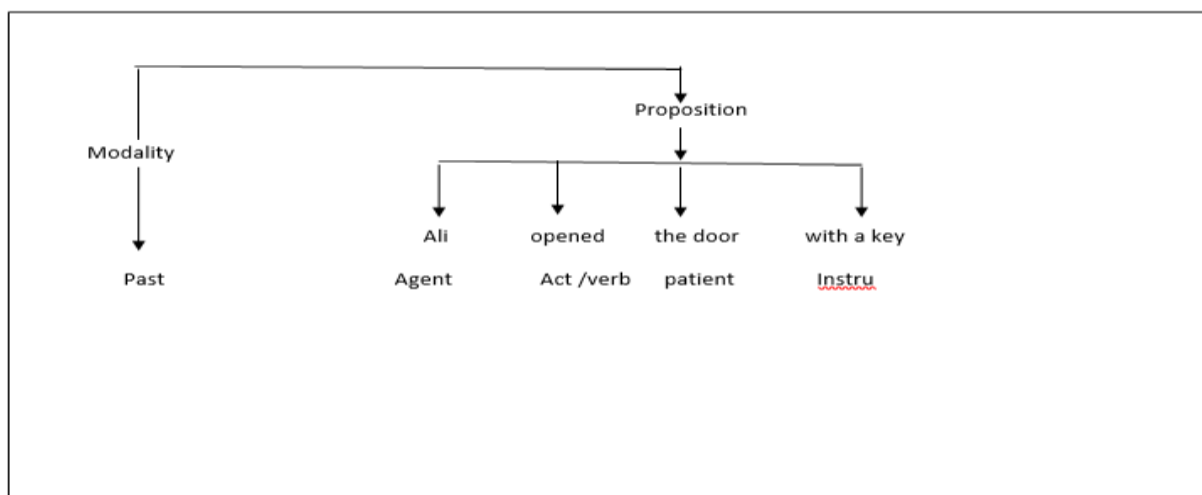 Proposition
Modality
Ali opened the door with a key
Past Agent Act /verb patient Instru